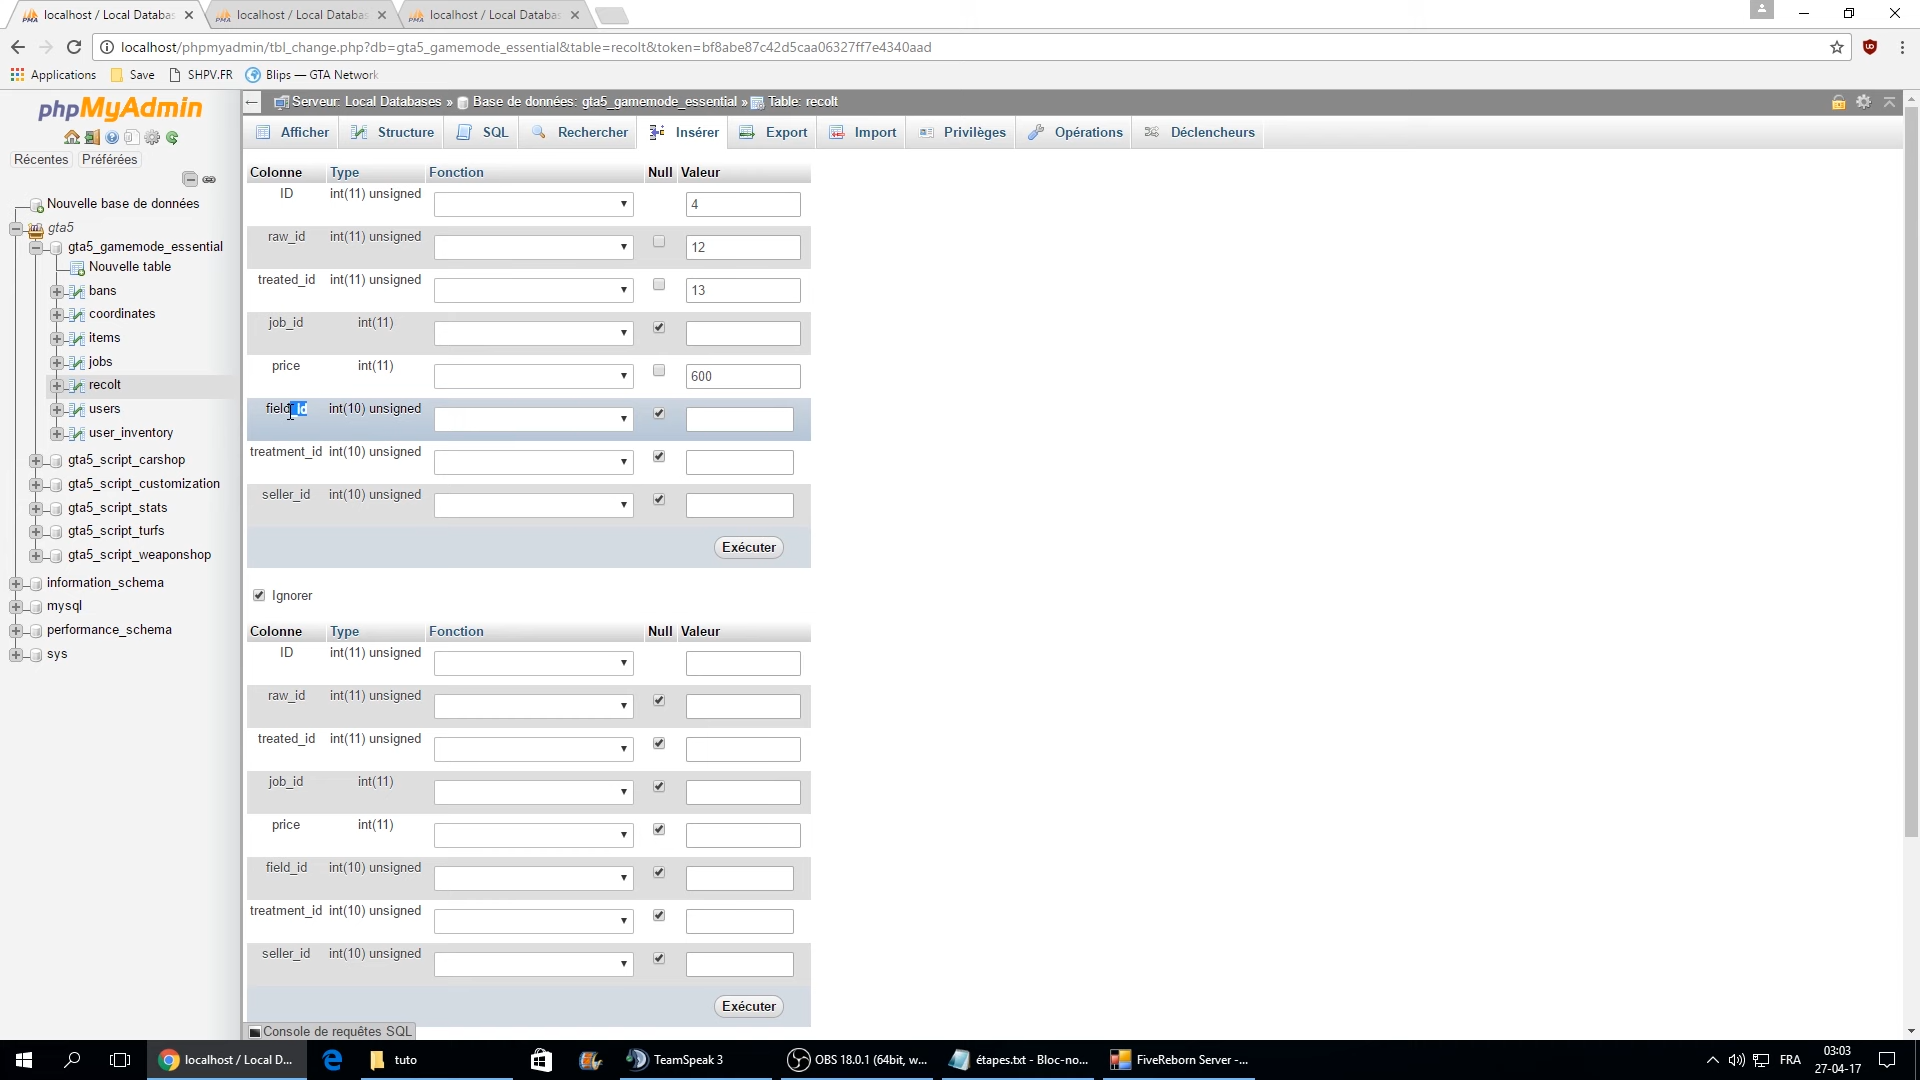 localhost / Local Databas
localhost / Local Databas
localhost / Local Databas
localhost/phpmyadmin/tbl_change.php?db=gta5_gamemode_essential&table=recolt&token=bf8abe87c42d5caa06327ff7e4340aad
Applications
Save
SHPV.FR
Blips — GTA Network
phpMyAdmin
Récentes
Préférées
Nouvelle base de données
gta5
gta5_gamemode_essential
Nouvelle table
bans
coordinates
items
jobs
recolt
users
user_inventory
gta5_script_carshop
gta5_script_customization
gta5_script_stats
gta5_script_turfs
gta5_script_weaponshop
information_schema
mysql
performance_schema
sys
Serveur: Local Databases » Base de données: gta5_gamemode_essential » Table: recolt
Afficher
Structure
SQL
Rechercher
Insérer
Export
Import
Privilèges
Opérations
Déclencheurs
Colonne Type Fonction Null Valeur
ID int(11) unsigned 4
raw_id int(11) unsigned 12
treated_id int(11) unsigned 13
job_id int(11)
price int(11) 600
field_id int(10) unsigned
treatment_id int(10) unsigned
seller_id int(10) unsigned
Exécuter
Ignorer
Colonne Type Fonction Null Valeur
ID int(11) unsigned
raw_id int(11) unsigned
treated_id int(11) unsigned
job_id int(11)
price int(11)
field_id int(10) unsigned
treatment_id int(10) unsigned
seller_id int(10) unsigned
Exécuter
Console de requêtes SQL
localhost / Local D...
tuto
TeamSpeak 3
OBS 18.0.1 (64bit, w...
étapes.txt - Bloc-no...
FiveReborn Server -...
FRA
03:03
27-04-17